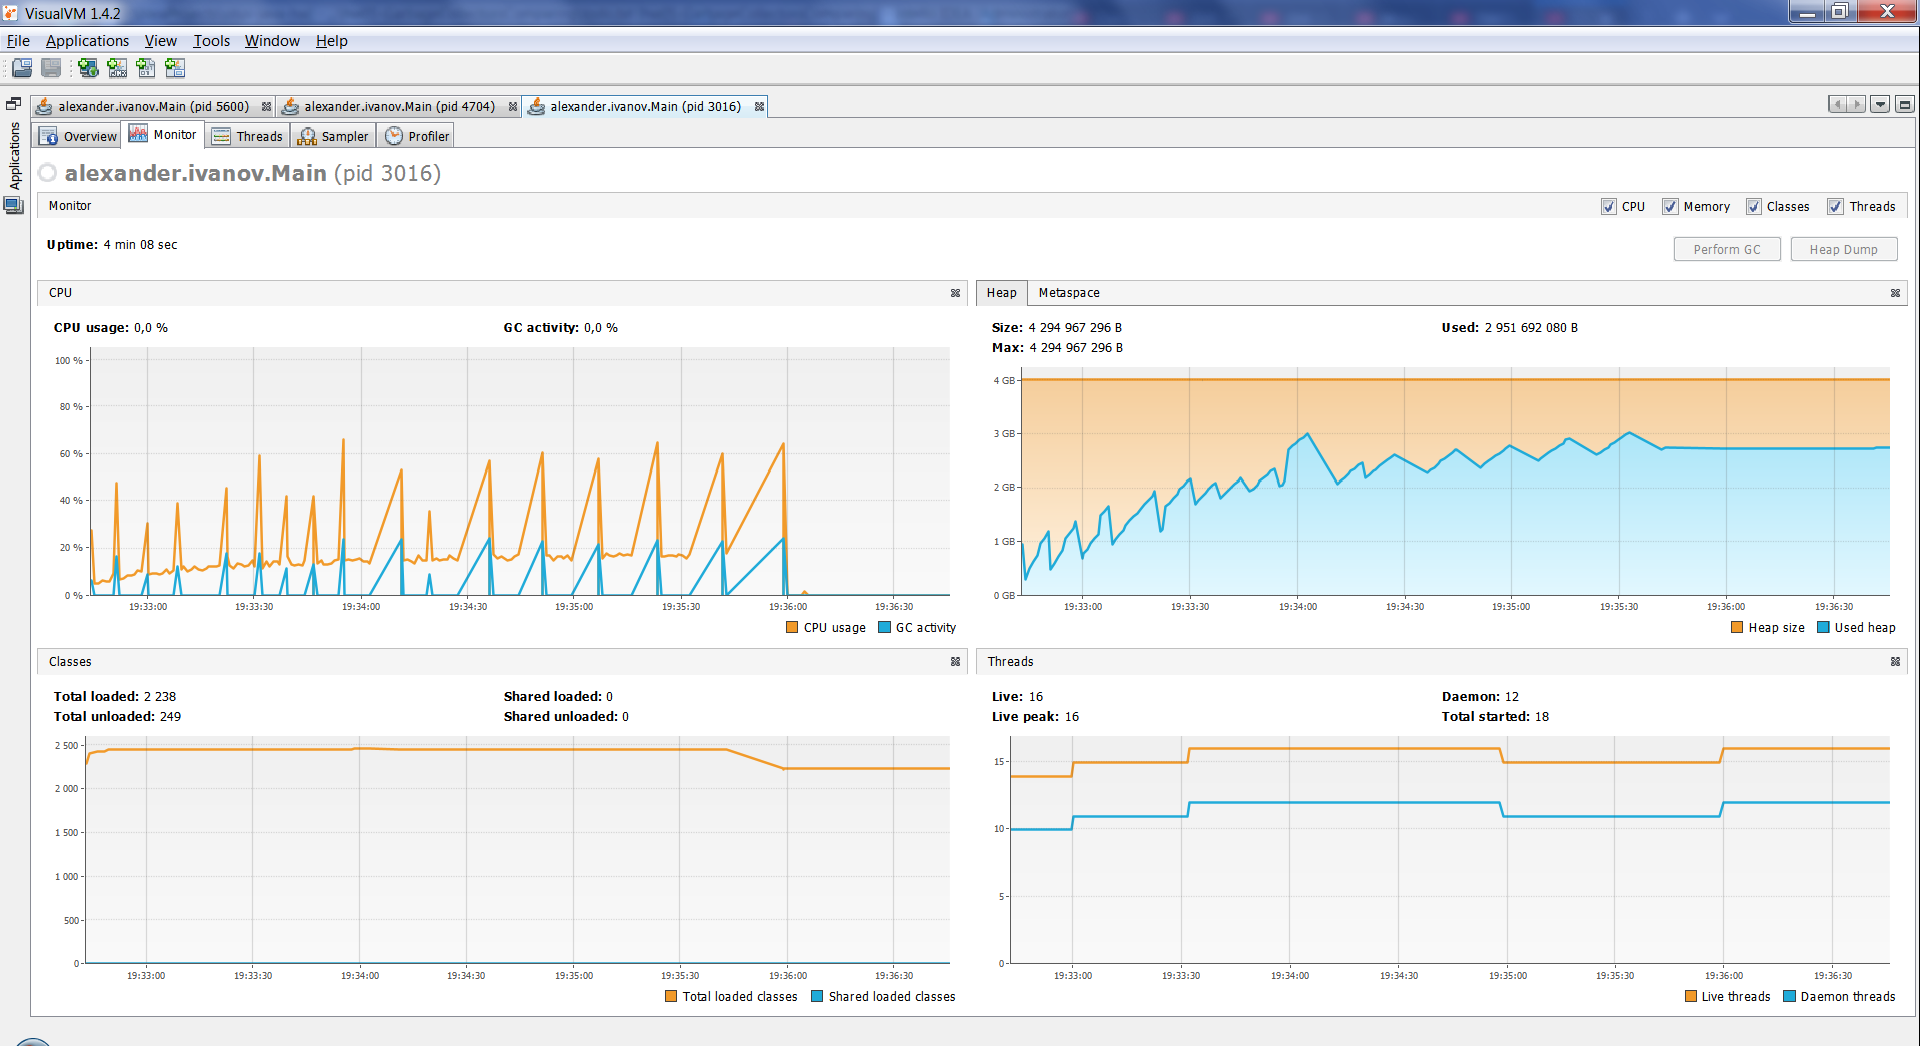 VisualVM 1.4.2
File Applications View Tools Window Help
alexander.ivanov.Main (pid 5600) alexander.ivanov.Main (pid 4704) alexander.ivanov.Main (pid 3016)
Applications
Overview Monitor Threads Sampler Profiler
alexander.ivanov.Main (pid 3016)
Monitor CPU Memory Classes Threads
Uptime: 4 min 08 sec
Perform GC Heap Dump
CPU
CPU usage: 0,0 % GC activity: 0,0 %
100 %
80 %
60 %
40 %
20 %
0 %
19:33:00 19:33:30 19:34:00 19:34:30 19:35:00 19:35:30 19:36:00 19:36:30
CPU usage GC activity
Heap Metaspace
Size: 4 294 967 296 B Used: 2 951 692 080 B
Max: 4 294 967 296 B
4 GB
3 GB
2 GB
1 GB
0 GB
19:33:00 19:33:30 19:34:00 19:34:30 19:35:00 19:35:30 19:36:00 19:36:30
Heap size Used heap
Classes
Total loaded: 2 238 Shared loaded: 0
Total unloaded: 249 Shared unloaded: 0
2 500
2 000
1 500
1 000
500
0
19:33:00 19:33:30 19:34:00 19:34:30 19:35:00 19:35:30 19:36:00 19:36:30
Total loaded classes Shared loaded classes
Threads
Live: 16 Daemon: 12
Live peak: 16 Total started: 18
15
10
5
0
19:33:00 19:33:30 19:34:00 19:34:30 19:35:00 19:35:30 19:36:00 19:36:30
Live threads Daemon threads